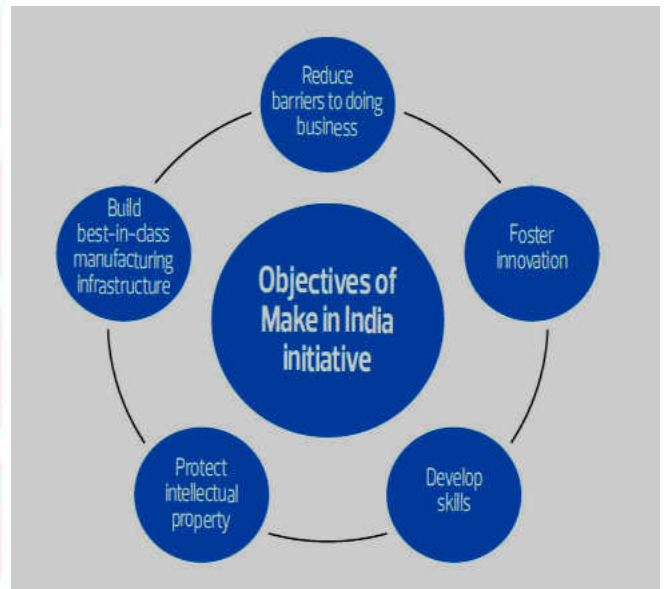 Reduce
barriers to doing
business
Foster
innovation
Develop
skills
Protect
intellectual
property
Build
best-in-class
manufacturing
infrastructure
Objectives of
Make in India
initiative